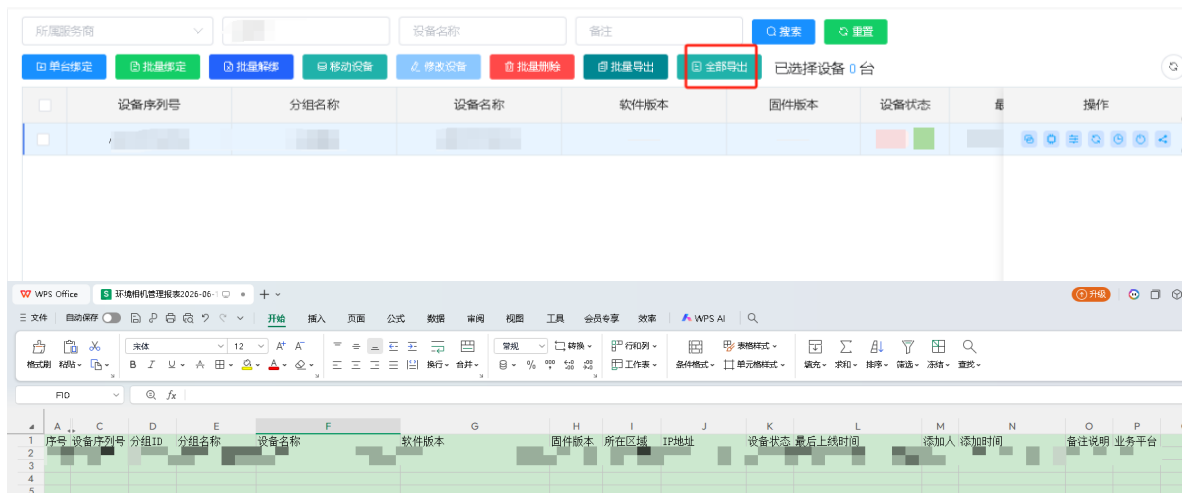 所属服务商 设备名称 备注 搜索 重置
单台绑定 批量绑定 批量解绑 移动设备 修改设备 批量删除 批量导出 全部导出 已选择设备 0 台
设备序列号 分组名称 设备名称 软件版本 固件版本 设备状态 操作
WPS Office 环境相机管理报表2026-06- 升级
文件 自动保存 开始 插入 页面 公式 数据 审阅 视图 工具 会员专享 效率 WPS AI
宋体 12 A⁺ A⁻ 常规 转换 行和列 表格样式
格式刷 粘贴 B I U A 换行 合并 % 工作表 条件格式 单元格样式 填充 求和 排序 筛选 冻结 查找
F10 fx
A C D E F G H I J K L M N O P
1 序号 设备序列号 分组ID 分组名称 设备名称 软件版本 固件版本 所在区域 IP地址 设备状态 最后上线时间 添加人 添加时间 备注说明 业务平台
2
3
4
5